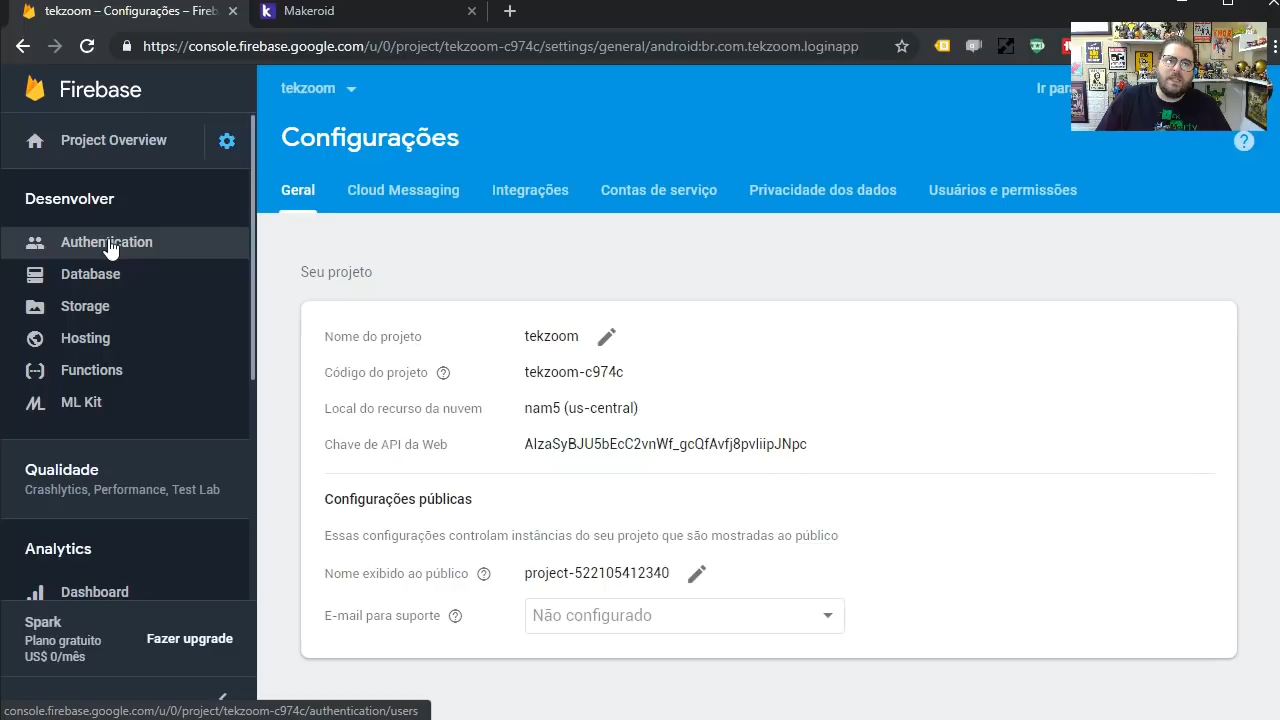 tekzoom – Configurações – Fireb
Makeroid
https://console.firebase.google.com/u/0/project/tekzoom-c974c/settings/general/android:br.com.tekzoom.loginapp
Firebase
tekzoom
Ir para
Project Overview
Configurações
Geral
Cloud Messaging
Integrações
Contas de serviço
Privacidade dos dados
Usuários e permissões
Desenvolver
Authentication
Database
Storage
Hosting
Functions
ML Kit
Qualidade
Crashlytics, Performance, Test Lab
Analytics
Dashboard
Spark
Plano gratuito
US$ 0/mês
Fazer upgrade
Seu projeto
Nome do projeto
tekzoom
Código do projeto
tekzoom-c974c
Local do recurso da nuvem
nam5 (us-central)
Chave de API da Web
AIzaSyBJU5bEcC2vnWf_gcQfAvfj8pvIiipJNpc
Configurações públicas
Essas configurações controlam instâncias do seu projeto que são mostradas ao público
Nome exibido ao público
project-522105412340
E-mail para suporte
Não configurado
console.firebase.google.com/u/0/project/tekzoom-c974c/authentication/users